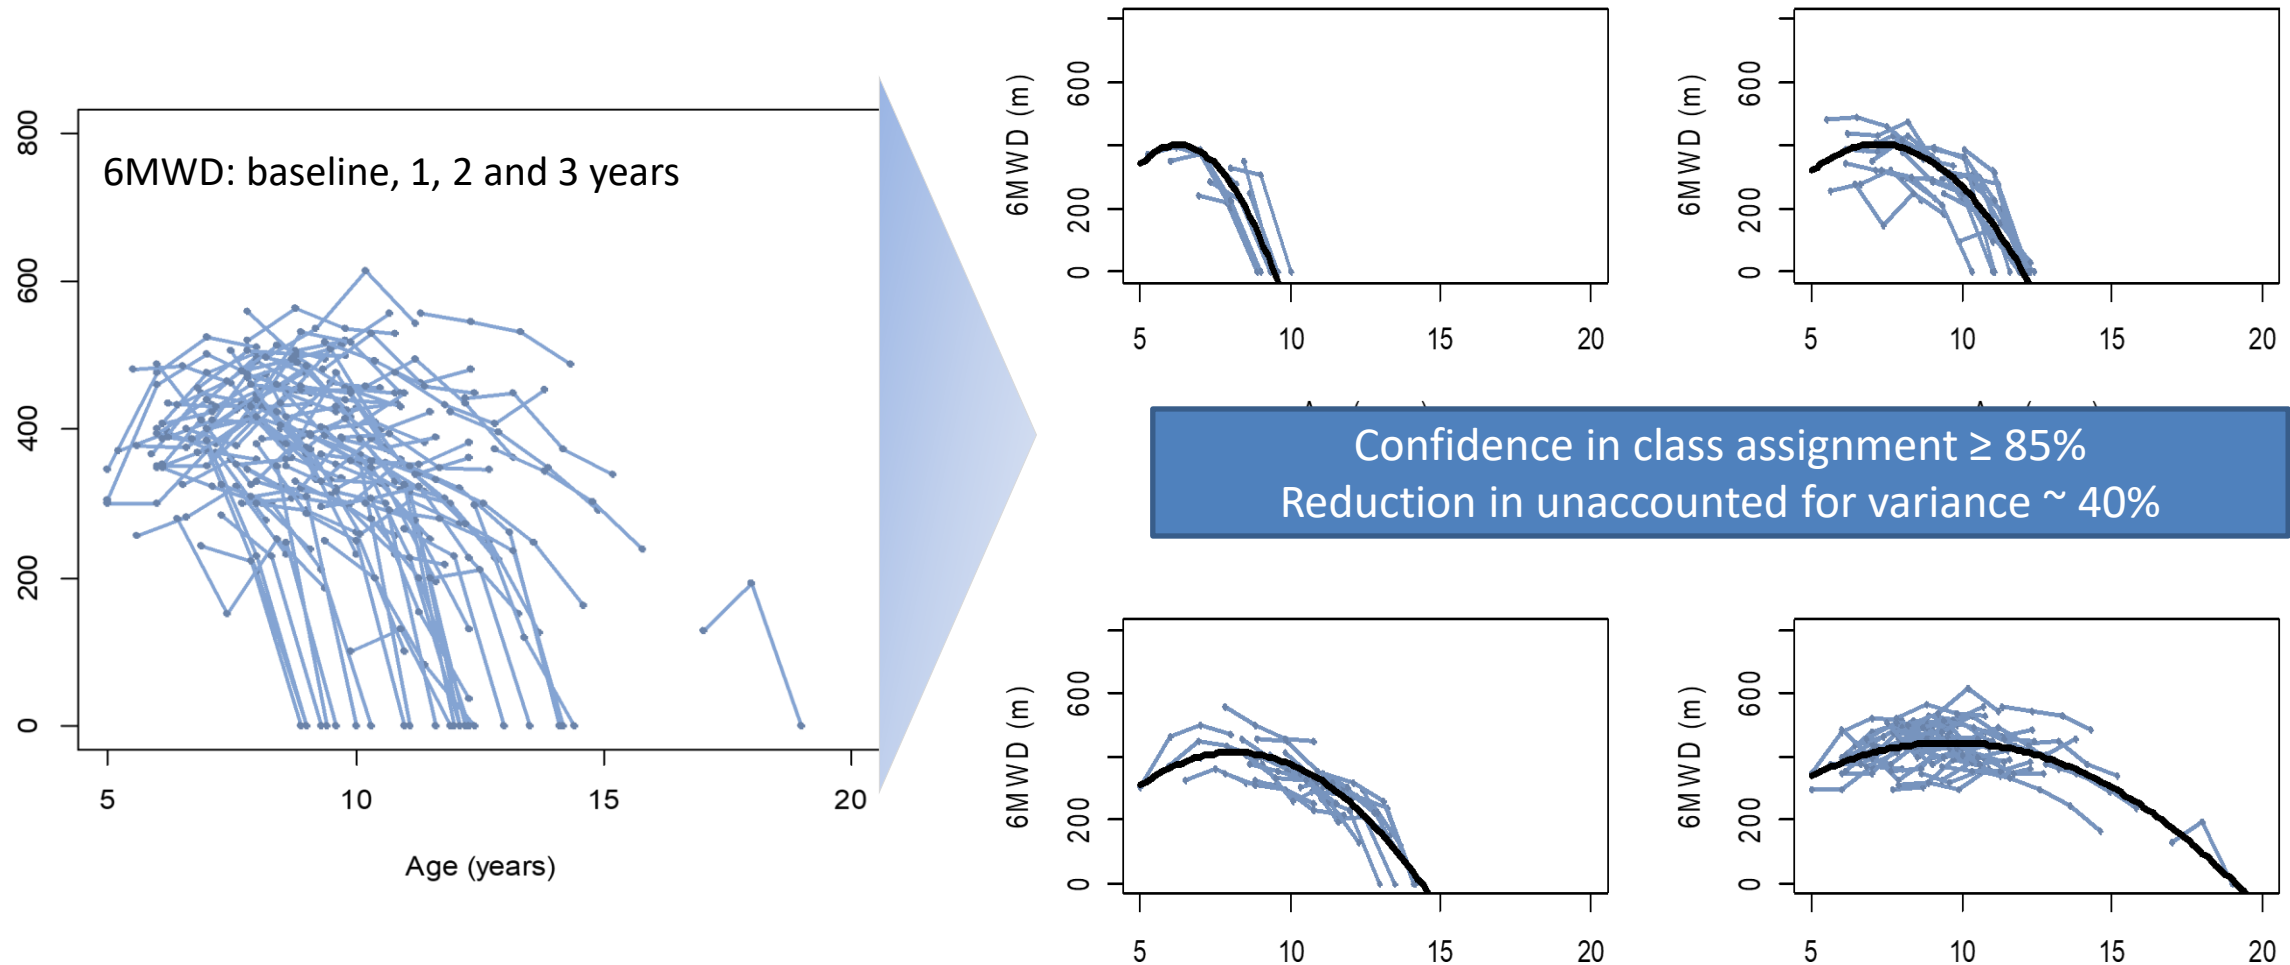 6MWD: baseline, 1, 2 and 3 years
800
600
400
200
0
5 10 15 20
Age (years)
6MWD (m)
600
200
0
5 10 15 20
6MWD (m)
600
200
0
5 10 15 20
Confidence in class assignment ≥ 85%
Reduction in unaccounted for variance ~ 40%
6MWD (m)
600
200
0
5 10 15 20
6MWD (m)
600
200
0
5 10 15 20